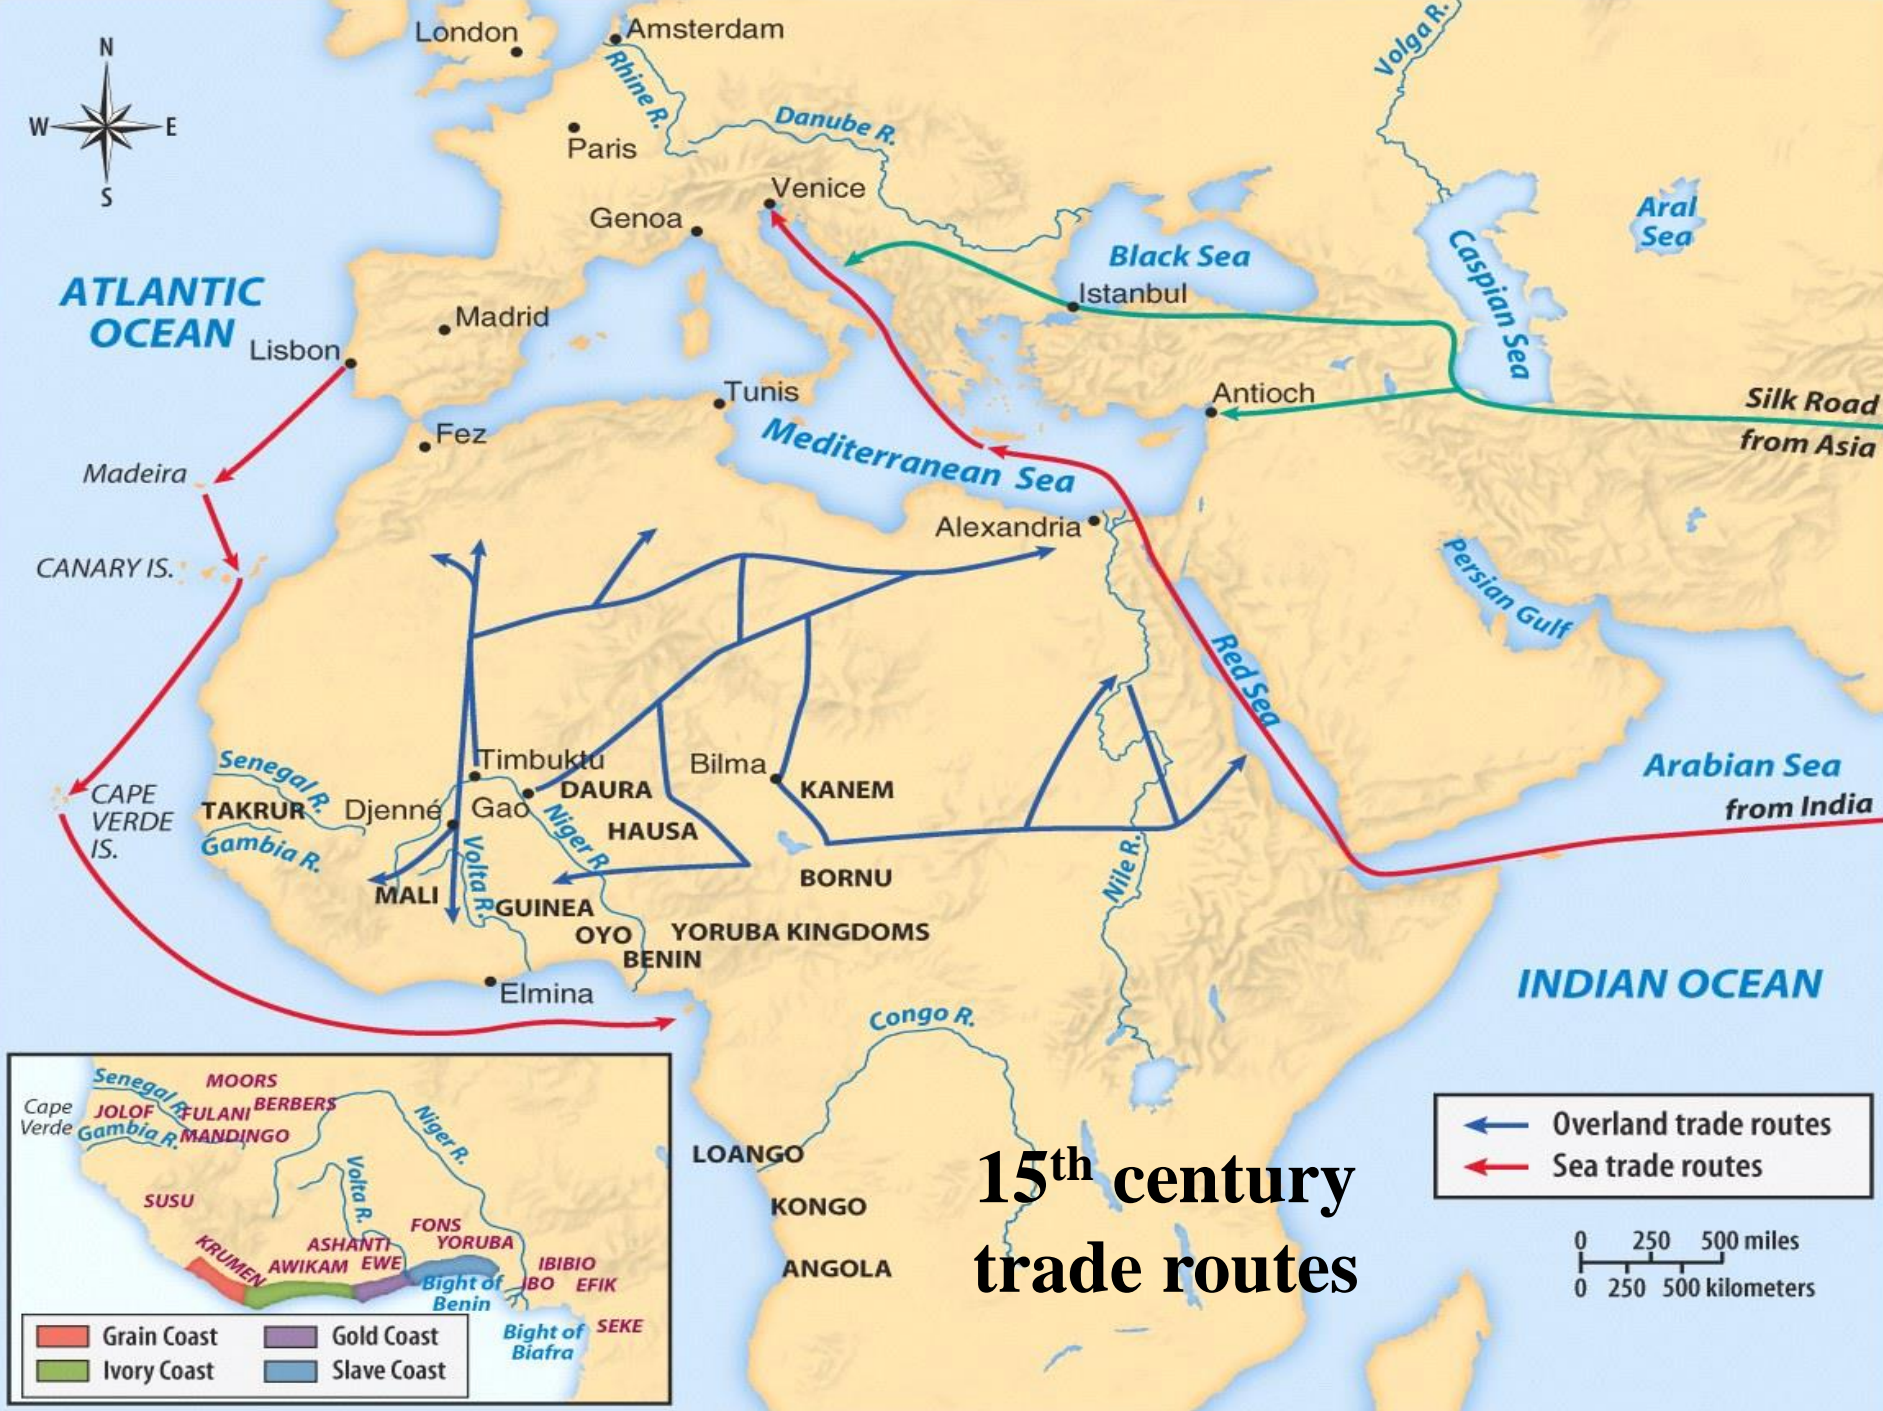 London
Amsterdam
Volga R.
N
W
E
S
Rhine R.
Paris
Danube R.
Venice
Genoa
Aral
Sea
Black Sea
Caspian Sea
Istanbul
ATLANTIC
OCEAN
Madrid
Lisbon
Tunis
Antioch
Silk Road
from Asia
Fez
Mediterranean Sea
Madeira
Alexandria
CANARY IS.
Persian Gulf
Red Sea
Senegal R.
Timbuktu
Bilma
Arabian Sea
from India
CAPE
VERDE
IS.
TAKRUR
Djenné
Gao
DAURA
KANEM
HAUSA
Niger R.
Gambia R.
Volta R.
Nile R.
MALI
BORNU
GUINEA
OYO
YORUBA KINGDOMS
BENIN
INDIAN OCEAN
Elmina
Congo R.
LOANGO
KONGO
ANGOLA
15th century
trade routes
Overland trade routes
Sea trade routes
0 250 500 miles
0 250 500 kilometers
Cape
Verde
Senegal R.
MOORS
JOLOF
FULANI
BERBERS
Gambia R.
MANDINGO
Niger R.
Volta R.
SUSU
KRUMEN
FONS
ASHANTI
YORUBA
AWIKAM
EWE
IBIBIO
IBO
EFIK
Bight of
Benin
SEKE
Bight of
Biafra
Grain Coast
Gold Coast
Ivory Coast
Slave Coast